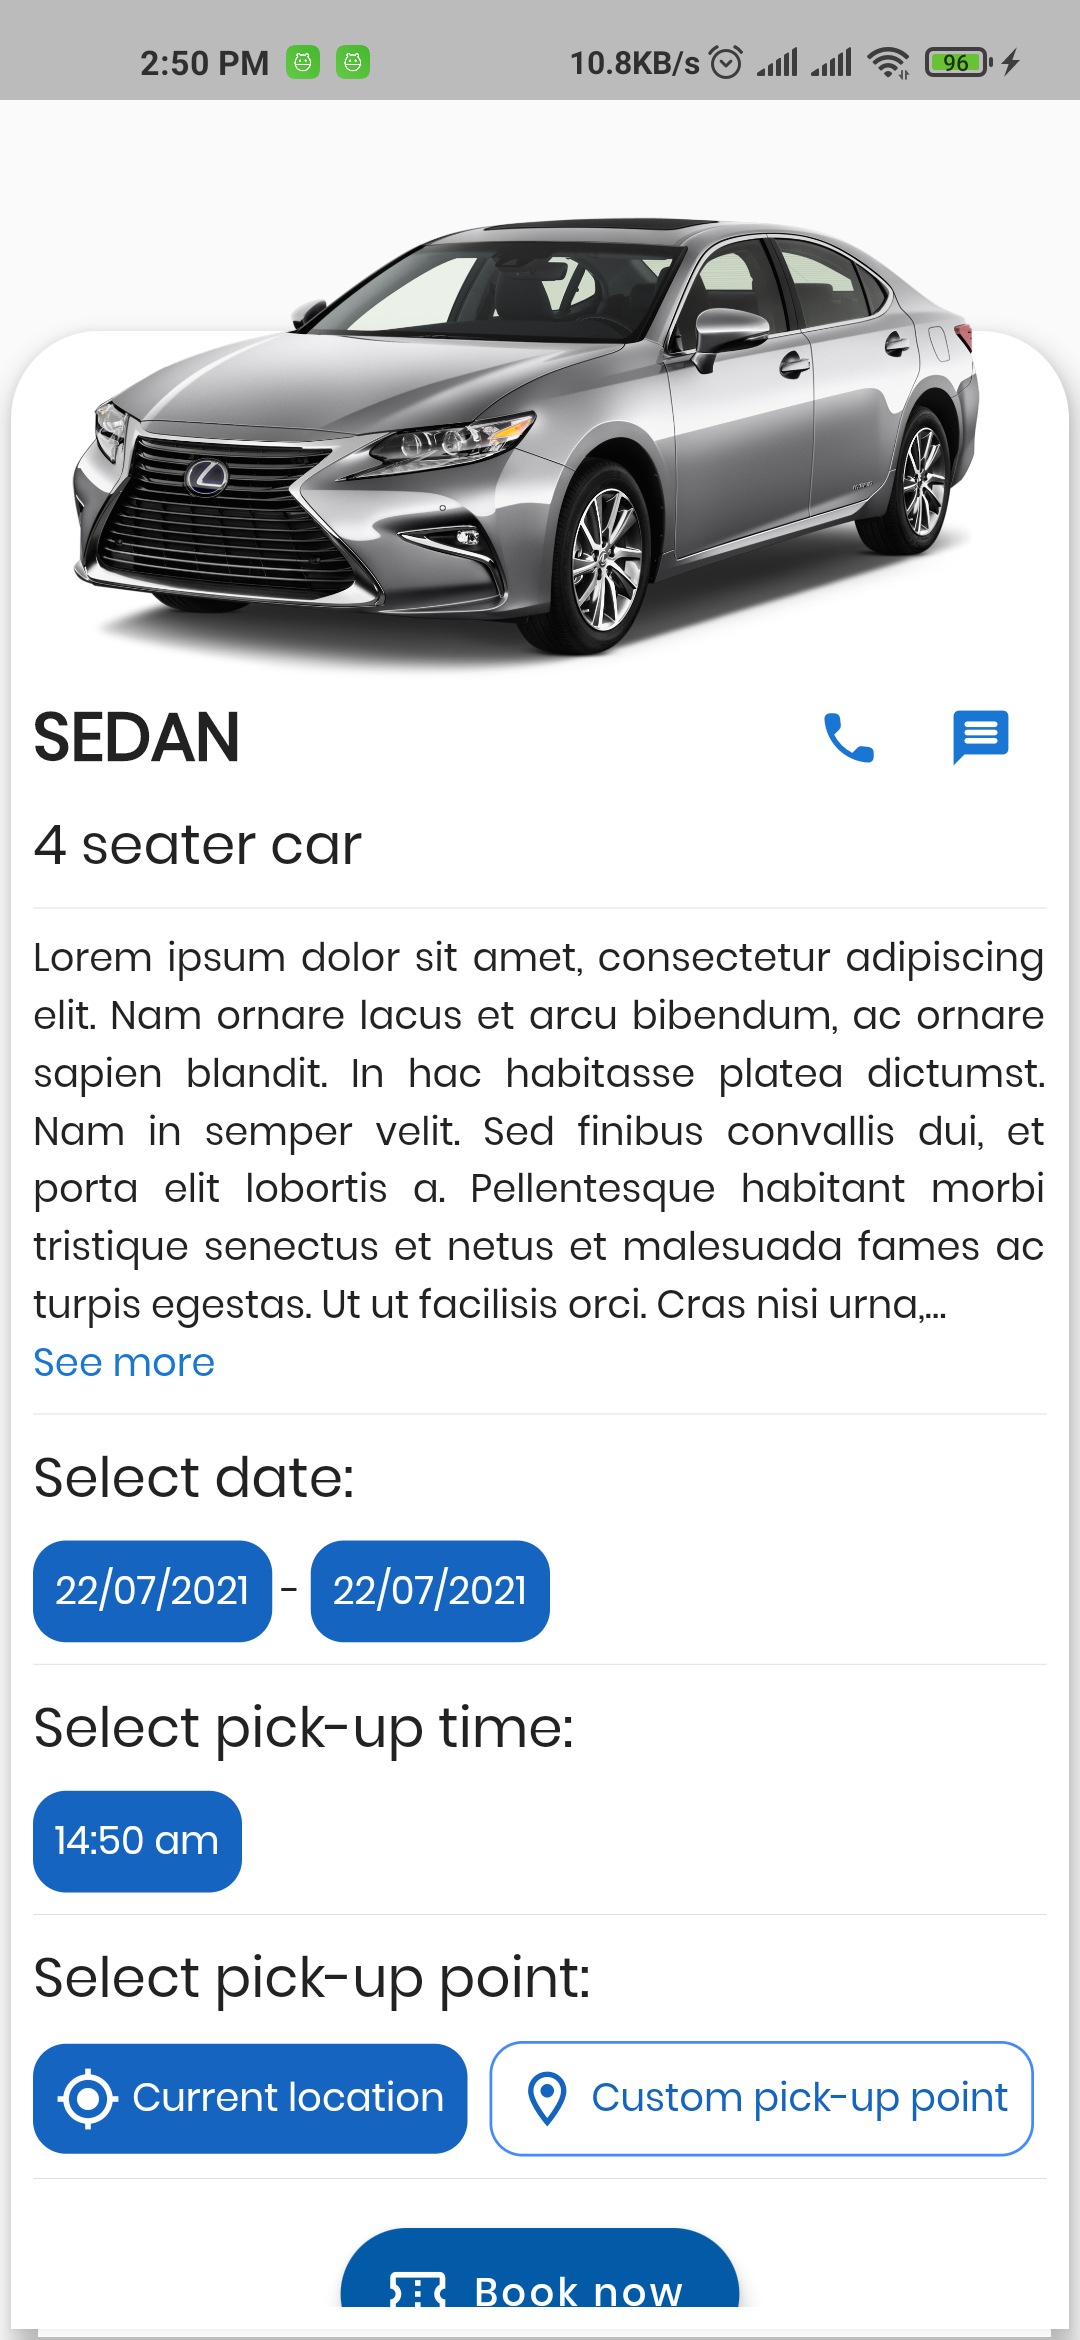 2:50 PM 10.8KB/s 96
SEDAN
4 seater car
Lorem ipsum dolor sit amet, consectetur adipiscing
elit. Nam ornare lacus et arcu bibendum, ac ornare
sapien blandit. In hac habitasse platea dictumst.
Nam in semper velit. Sed finibus convallis dui, et
porta elit lobortis a. Pellentesque habitant morbi
tristique senectus et netus et malesuada fames ac
turpis egestas. Ut ut facilisis orci. Cras nisi urna,...
See more
Select date:
22/07/2021 - 22/07/2021
Select pick-up time:
14:50 am
Select pick-up point:
Current location Custom pick-up point
Book now